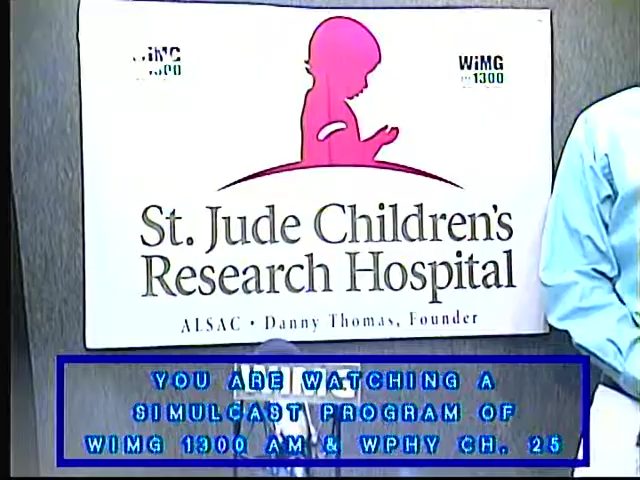 WiMG
1300
WiMG
1300
St. Jude Children's
Research Hospital
ALSAC • Danny Thomas, Founder
YOU ARE WATCHING A
SIMULCAST PROGRAM OF
WIMG 1300 AM & WPHY CH. 25